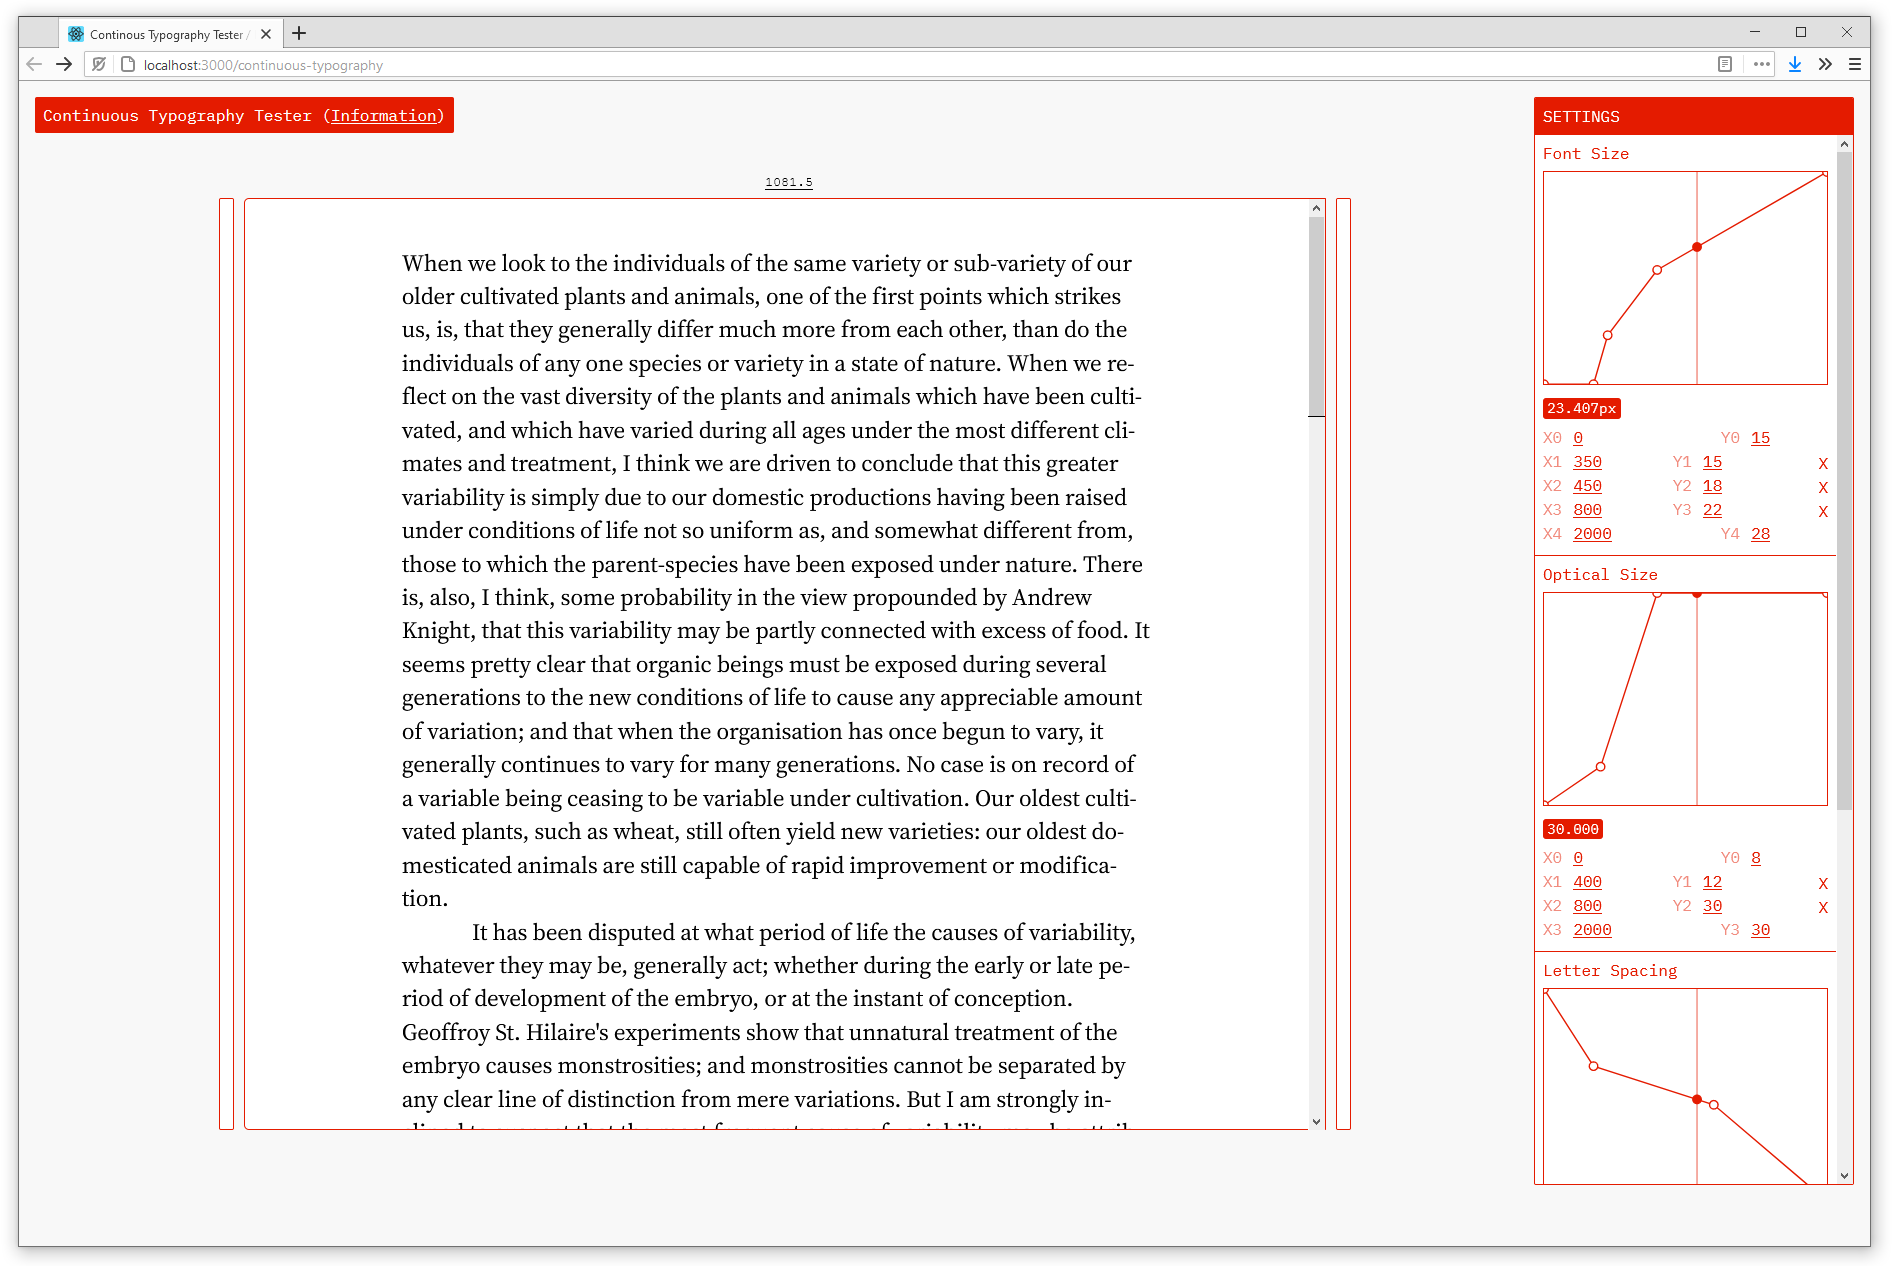 Continous Typography Tester /
localhost:3000/continuous-typography
Continuous Typography Tester (Information)
1081.5
When we look to the individuals of the same variety or sub-variety of our
older cultivated plants and animals, one of the first points which strikes
us, is, that they generally differ much more from each other, than do the
individuals of any one species or variety in a state of nature. When we re-
flect on the vast diversity of the plants and animals which have been culti-
vated, and which have varied during all ages under the most different cli-
mates and treatment, I think we are driven to conclude that this greater
variability is simply due to our domestic productions having been raised
under conditions of life not so uniform as, and somewhat different from,
those to which the parent-species have been exposed under nature. There
is, also, I think, some probability in the view propounded by Andrew
Knight, that this variability may be partly connected with excess of food. It
seems pretty clear that organic beings must be exposed during several
generations to the new conditions of life to cause any appreciable amount
of variation; and that when the organisation has once begun to vary, it
generally continues to vary for many generations. No case is on record of
a variable being ceasing to be variable under cultivation. Our oldest culti-
vated plants, such as wheat, still often yield new varieties: our oldest do-
mesticated animals are still capable of rapid improvement or modifica-
tion.
It has been disputed at what period of life the causes of variability,
whatever they may be, generally act; whether during the early or late pe-
riod of development of the embryo, or at the instant of conception.
Geoffroy St. Hilaire's experiments show that unnatural treatment of the
embryo causes monstrosities; and monstrosities cannot be separated by
any clear line of distinction from mere variations. But I am strongly in-
SETTINGS
Font Size
23.407px
X0 0 Y0 15
X1 350 Y1 15 X
X2 450 Y2 18 X
X3 800 Y3 22 X
X4 2000 Y4 28
Optical Size
30.000
X0 0 Y0 8
X1 400 Y1 12 X
X2 800 Y2 30 X
X3 2000 Y3 30
Letter Spacing